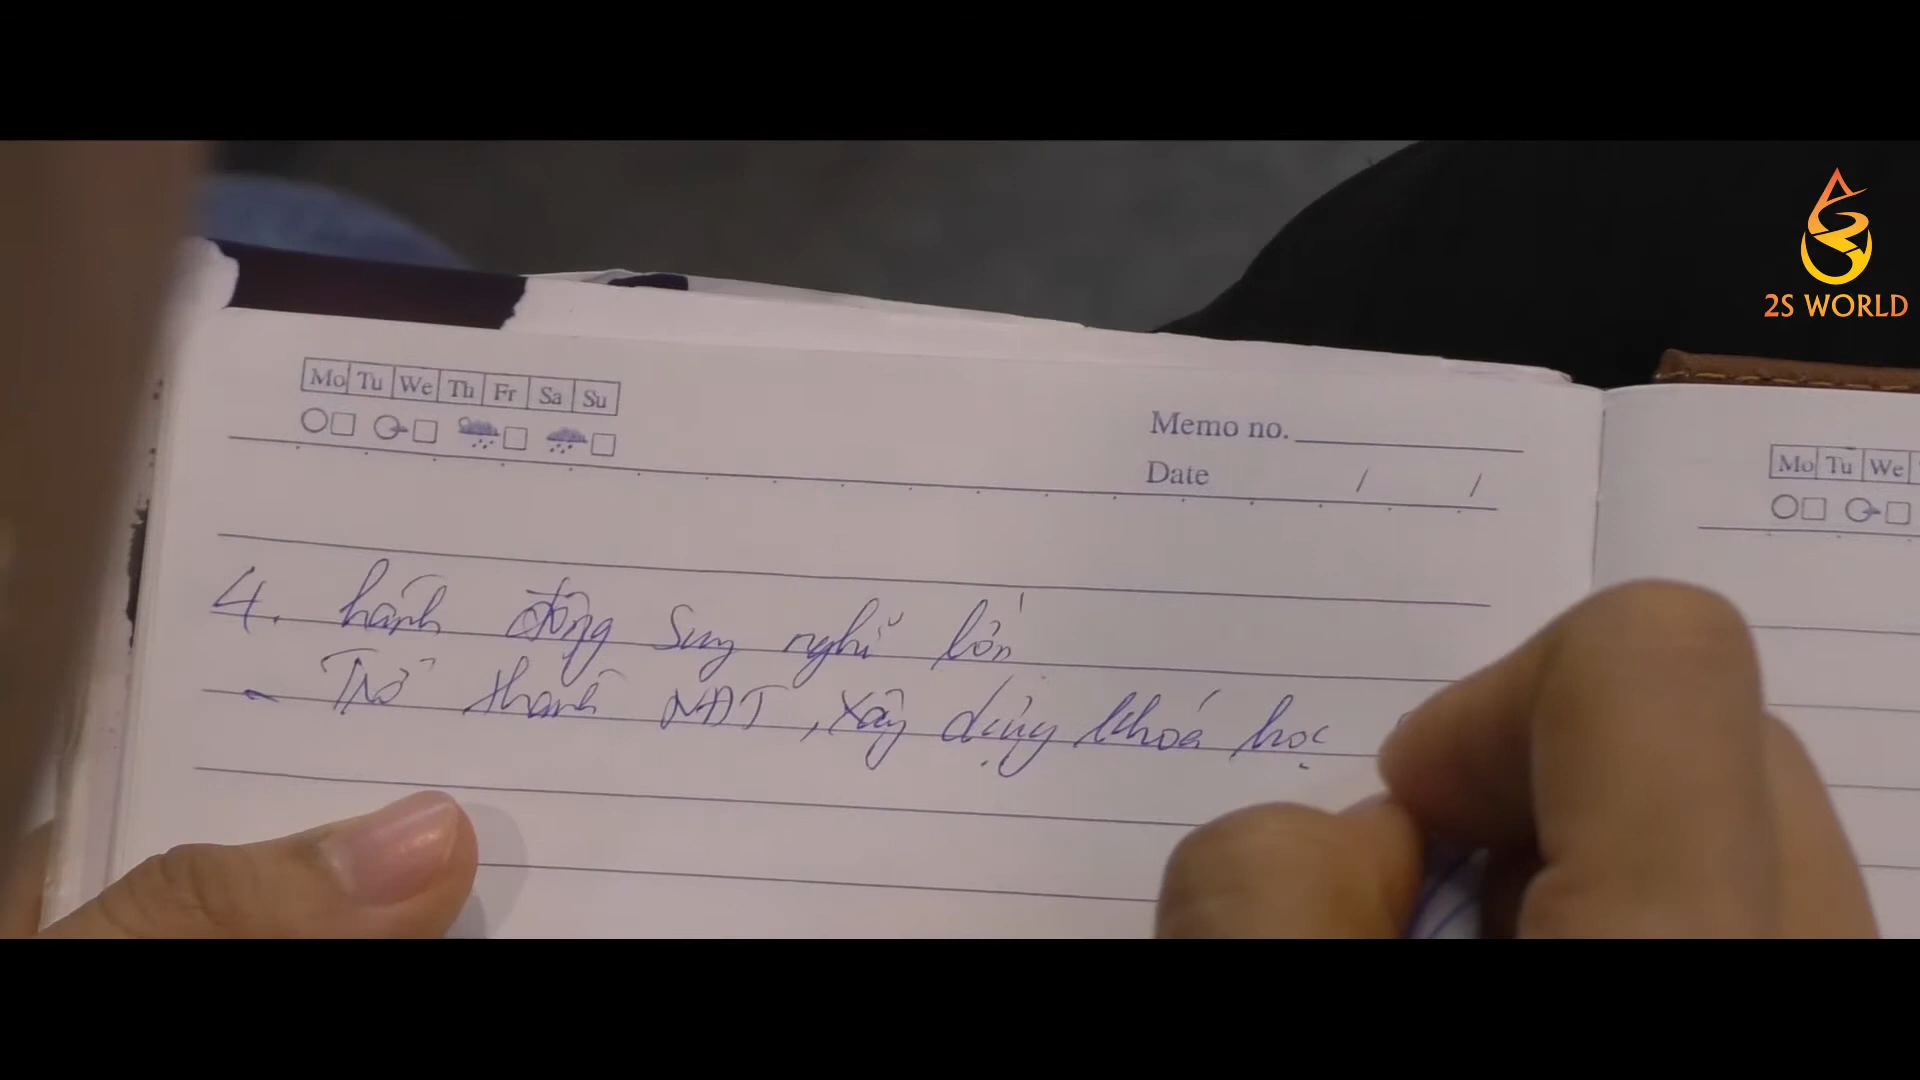 2S WORLD
Mo Tu We Th Fr Sa Su
Memo no.
Date / /
Mo Tu We
4. hành động suy nghĩ lớn
- Trở thành NĐT, xây dựng khoá học